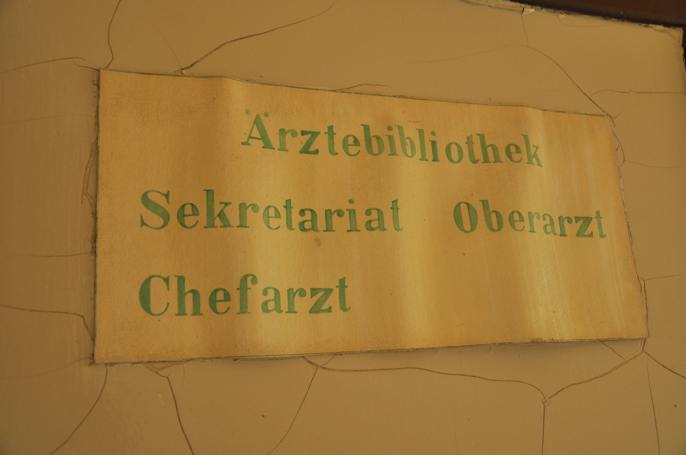 Ärztebibliothek
Sekretariat Oberarzt
Chefarzt